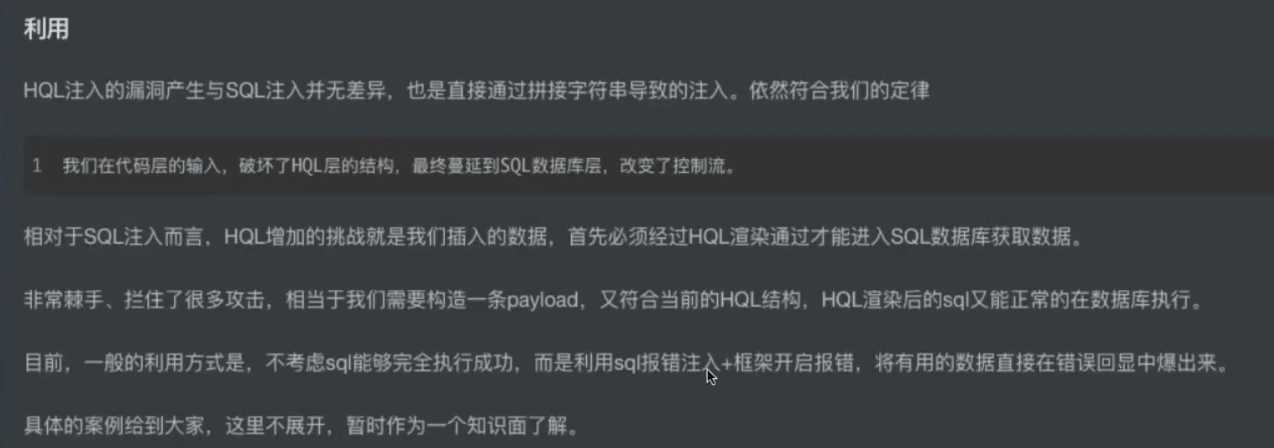 利用
HQL注入的漏洞产生与SQL注入并无差异，也是直接通过拼接字符串导致的注入。依然符合我们的定律
1 我们在代码层的输入，破坏了HQL层的结构，最终蔓延到SQL数据库层，改变了控制流。
相对于SQL注入而言，HQL增加的挑战就是我们插入的数据，首先必须经过HQL渲染通过才能进入SQL数据库获取数据。
非常棘手、拦住了很多攻击，相当于我们需要构造一条payload，又符合当前的HQL结构，HQL渲染后的sql又能正常的在数据库执行。
目前，一般的利用方式是，不考虑sql能够完全执行成功，而是利用sql报错注入+框架开启报错，将有用的数据直接在错误回显中爆出来。
具体的案例给到大家，这里不展开，暂时作为一个知识面了解。